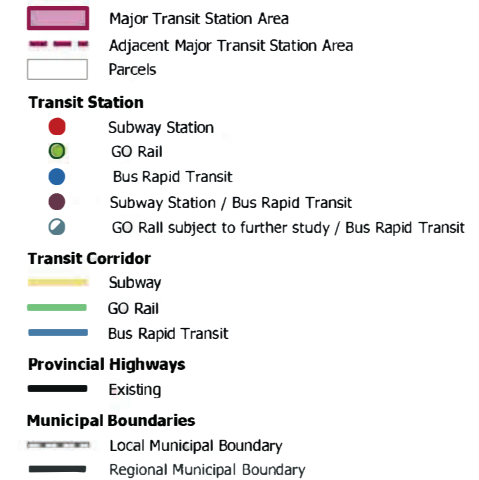 Major Transit Station Area
Adjacent Major Transit Station Area
Parcels
Transit Station
Subway Station
GO Rail
Bus Rapid Transit
Subway Station / Bus Rapid Transit
GO Rall subject to further study / Bus Rapid Transit
Transit Corridor
Subway
GO Rail
Bus Rapid Transit
Provincial Highways
Existing
Municipal Boundaries
Local Municipal Boundary
Regional Municipal Boundary